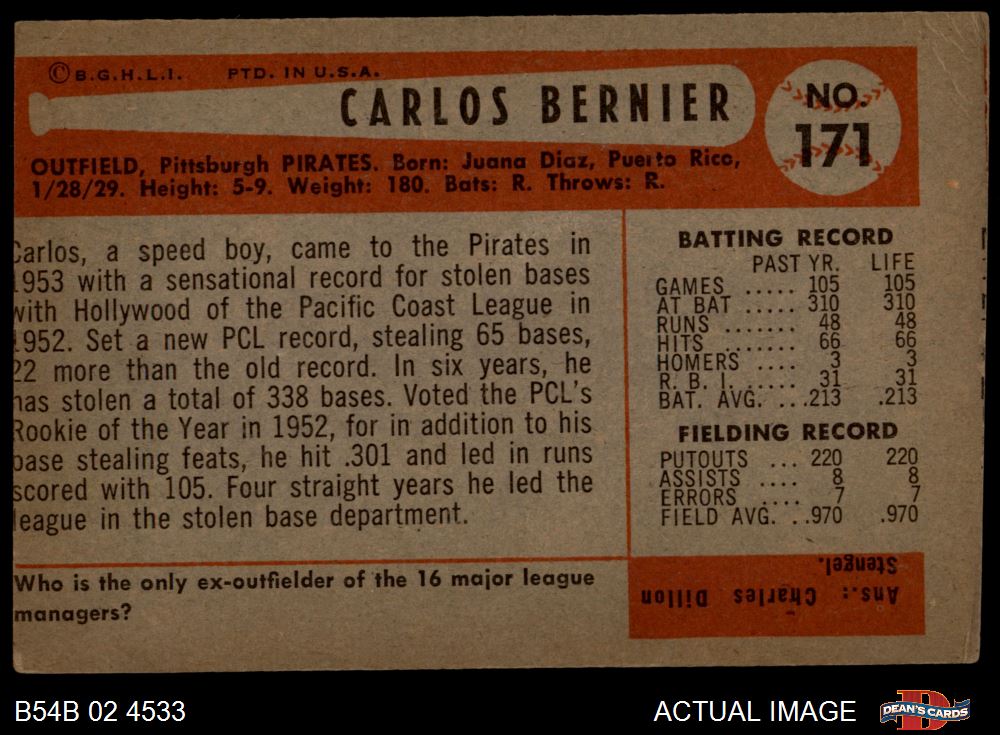 © B.G.H.L.I. PTD. IN U.S.A.
CARLOS BERNIER
NO.
171
OUTFIELD, Pittsburgh PIRATES. Born: Juana Diaz, Puerto Rico,
1/28/29. Height: 5-9. Weight: 180. Bats: R. Throws: R.
Carlos, a speed boy, came to the Pirates in
1953 with a sensational record for stolen bases
with Hollywood of the Pacific Coast League in
1952. Set a new PCL record, stealing 65 bases,
22 more than the old record. In six years, he
has stolen a total of 338 bases. Voted the PCL's
Rookie of the Year in 1952, for in addition to his
base stealing feats, he hit .301 and led in runs
scored with 105. Four straight years he led the
league in the stolen base department.
BATTING RECORD
PAST YR. LIFE
GAMES ..... 105 105
AT BAT ..... 310 310
RUNS ....... 48 48
HITS ....... 66 66
HOMERS .... 3 3
R. B. I. ..... 31 31
BAT. AVG. ... .213 .213
FIELDING RECORD
PUTOUTS ... 220 220
ASSISTS .... 8 8
ERRORS .... 7 7
FIELD AVG. . .970 .970
Who is the only ex-outfielder of the 16 major league
managers?
Ans.: Charles Dillon
Stengel.
B54B 02 4533
ACTUAL IMAGE
DEAN'S CARDS